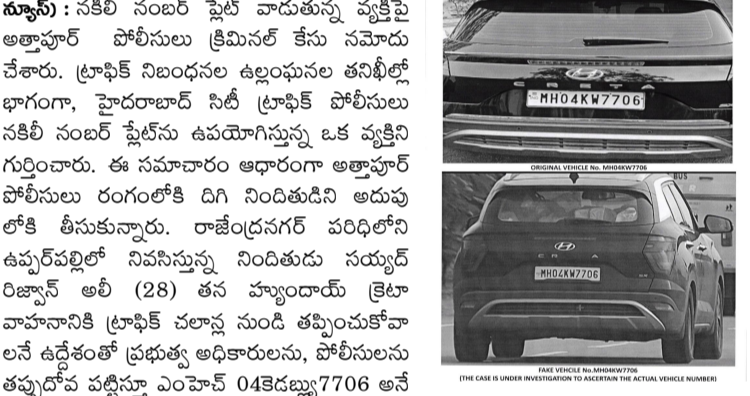 న్యూస్) : నకిలీ నంబర్ ప్లేట్ వాడుతున్న వ్యక్తిపై
అత్తాపూర్ పోలీసులు క్రిమినల్ కేసు నమోదు
చేశారు. ట్రాఫిక్ నిబంధనల ఉల్లంఘనల తనిఖీల్లో
భాగంగా, హైదరాబాద్ సిటీ ట్రాఫిక్ పోలీసులు
నకిలీ నంబర్ ప్లేట్‌ను ఉపయోగిస్తున్న ఒక వ్యక్తిని
గుర్తించారు. ఈ సమాచారం ఆధారంగా అత్తాపూర్
పోలీసులు రంగంలోకి దిగి నిందితుడిని అదుపు
లోకి తీసుకున్నారు. రాజేంద్రనగర్ పరిధిలోని
ఉప్పర్‌పల్లిలో నివసిస్తున్న నిందితుడు సయ్యద్
రిజ్వాన్ అలీ (28) తన హ్యుందాయ్ క్రెటా
వాహనానికి ట్రాఫిక్ చలాన్ల నుండి తప్పించుకోవా
లనే ఉద్దేశంతో ప్రభుత్వ అధికారులను, పోలీసులను
తప్పుదోవ పట్టిస్తూ ఎంహెచ్ 04కెడబ్ల్యు7706 అనే
CRETA
MH04KW7706
ORIGINAL VEHICLE No. MH04KW7706
BUS
MH04KW7706
FAKE VEHCILE No.MH04KW7706
(THE CASE IS UNDER INVESTIGATION TO ASCERTAIN THE ACTUAL VEHICLE NUMBER)